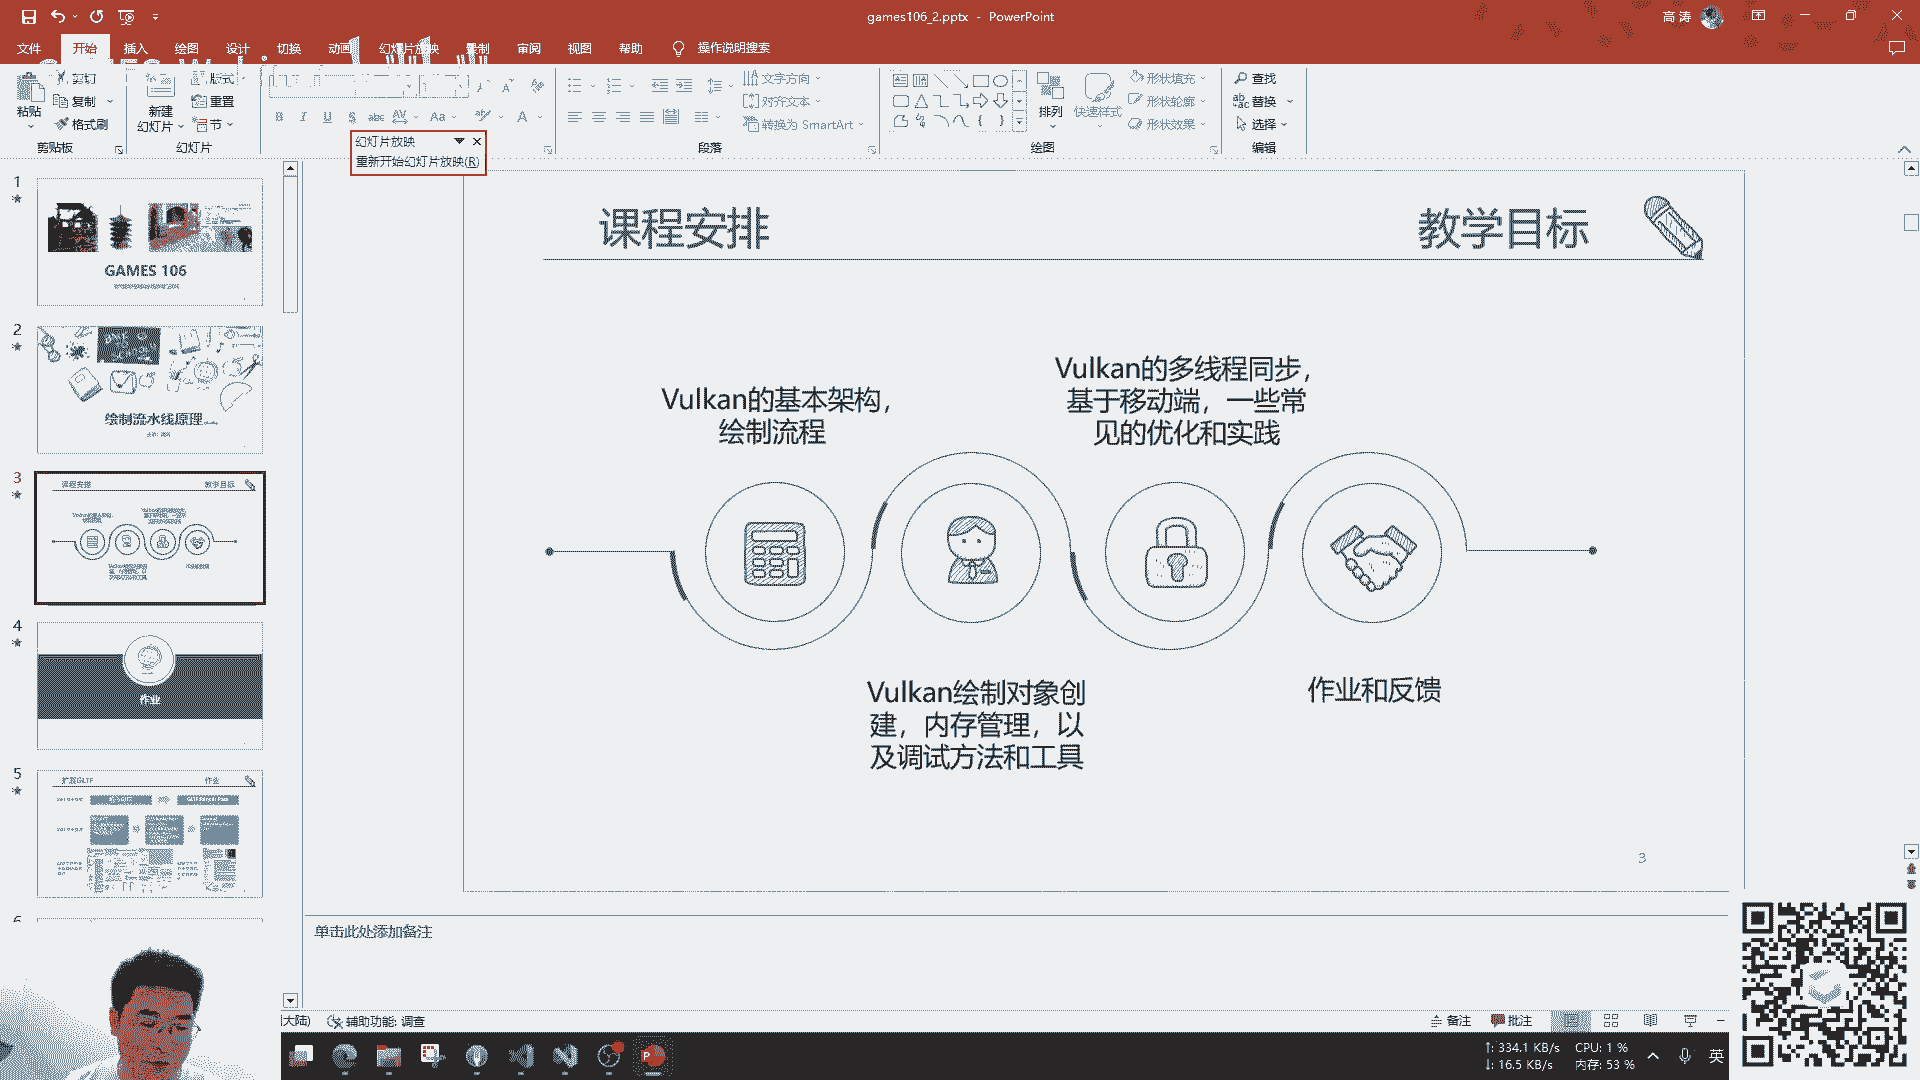 games106_2.pptx - PowerPoint
高 涛
文件 开始 插入 绘图 设计 切换 动画 幻灯片放映 录制 审阅 视图 帮助 操作说明搜索
粘贴
剪切
复制
格式刷
剪贴板
新建
幻灯片
版式
重置
节
幻灯片
幻灯片放映
重新开始幻灯片放映(R)
文字方向
对齐文本
转换为 SmartArt
段落
排列
快速样式
形状填充
形状轮廓
形状效果
绘图
查找
替换
选择
编辑
1
GAMES 106
2
绘制流水线原理
3
课程安排 教学目标
4
作业
5
扩展GLTF 作业
6
课程安排
教学目标
Vulkan的基本架构,
绘制流程
Vulkan的多线程同步,
基于移动端，一些常
见的优化和实践
Vulkan绘制对象创
建，内存管理，以
及调试方法和工具
作业和反馈
3
单击此处添加备注
大陆) 辅助功能: 调查
备注 批注
↑: 334.1 KB/s CPU: 1 %
↓: 16.5 KB/s 内存: 53 %
英